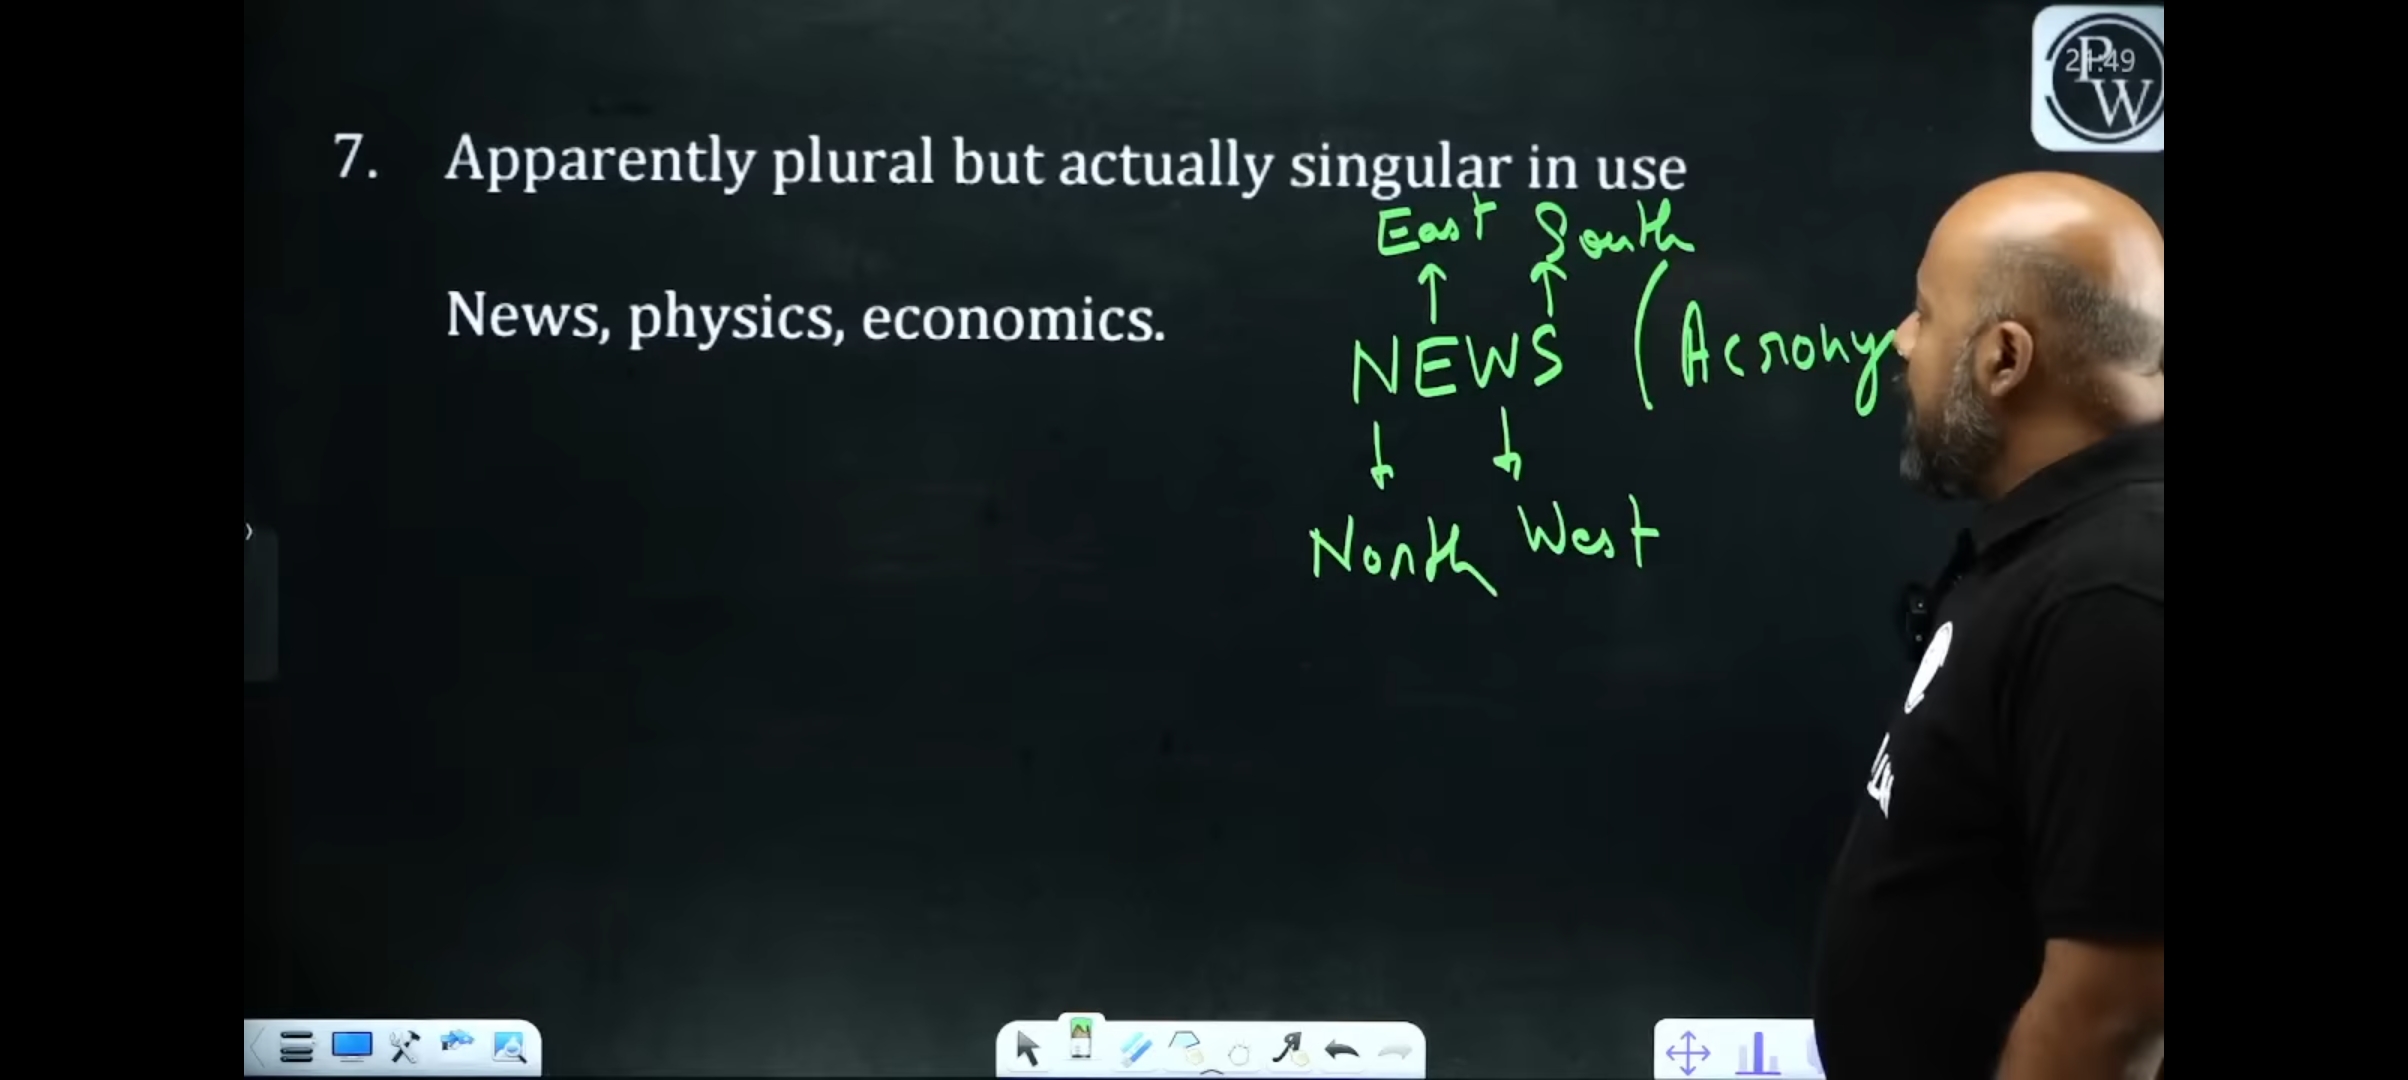 PW
21:49
7. Apparently plural but actually singular in use
East South
News, physics, economics.
NEWS (Acrony
North West